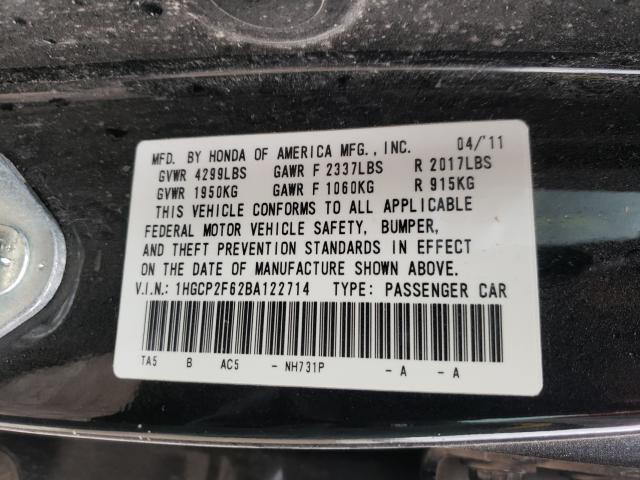 MFD. BY HONDA OF AMERICA MFG., INC. 04/'11
GVWR 4299LBS GAWR F 2337LBS R 2017LBS
GVWR 1950KG GAWR F 1060KG R 915KG
THIS VEHICLE CONFORMS TO ALL APPLICABLE
FEDERAL MOTOR VEHICLE SAFETY, BUMPER,
AND THEFT PREVENTION STANDARDS IN EFFECT
ON THE DATE OF MANUFACTURE SHOWN ABOVE.
V.I.N.: 1HGCP2F62BA122714 TYPE: PASSENGER CAR
TA5 B AC5 - NH731P - A - A